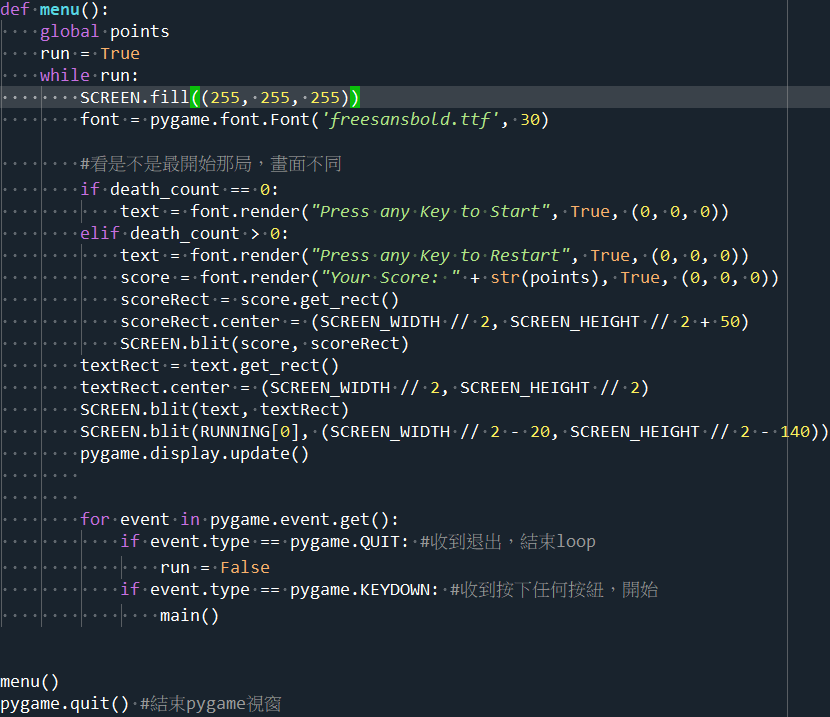 def menu():
    global points
    run = True
    while run:
        SCREEN.fill((255, 255, 255))
        font = pygame.font.Font('freesansbold.ttf', 30)

        #看是不是最開始那局，畫面不同
        if death_count == 0:
            text = font.render("Press any Key to Start", True, (0, 0, 0))
        elif death_count > 0:
            text = font.render("Press any Key to Restart", True, (0, 0, 0))
            score = font.render("Your Score: " + str(points), True, (0, 0, 0))
            scoreRect = score.get_rect()
            scoreRect.center = (SCREEN_WIDTH // 2, SCREEN_HEIGHT // 2 + 50)
            SCREEN.blit(score, scoreRect)
        textRect = text.get_rect()
        textRect.center = (SCREEN_WIDTH // 2, SCREEN_HEIGHT // 2)
        SCREEN.blit(text, textRect)
        SCREEN.blit(RUNNING[0], (SCREEN_WIDTH // 2 - 20, SCREEN_HEIGHT // 2 - 140))
        pygame.display.update()


        for event in pygame.event.get():
            if event.type == pygame.QUIT: #收到退出，結束loop
                run = False
            if event.type == pygame.KEYDOWN: #收到按下任何按紐，開始
                main()


menu()
pygame.quit() #結束pygame視窗